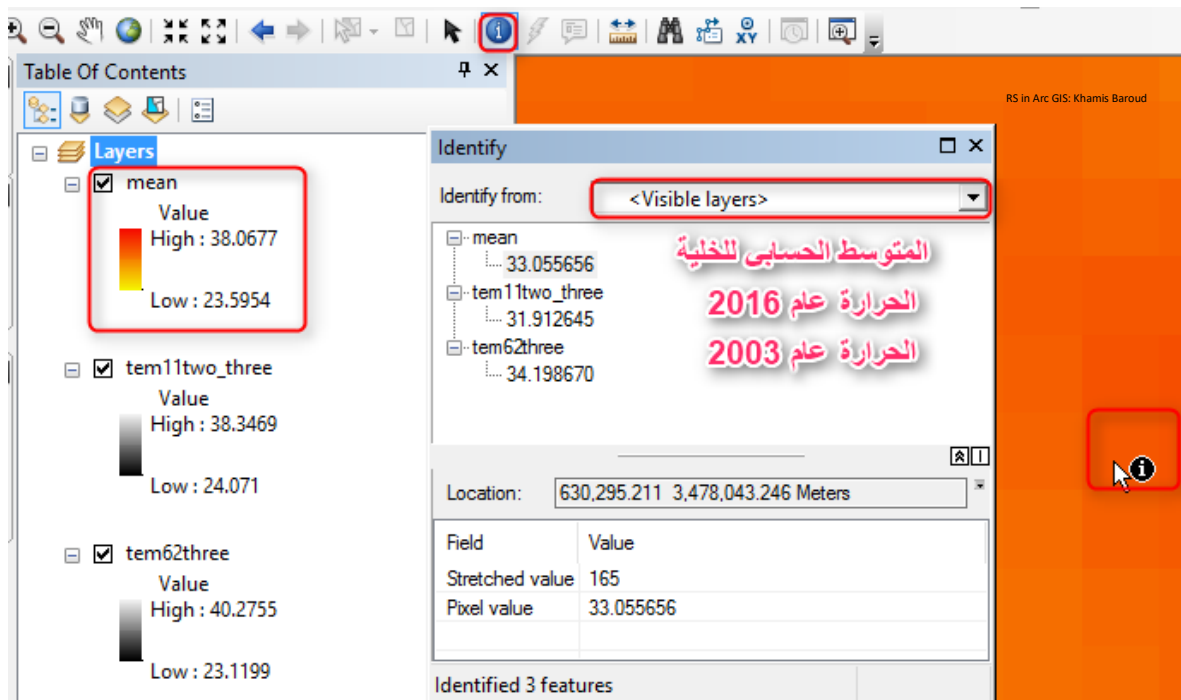 Table Of Contents
RS in Arc GIS: Khamis Baroud
Layers
mean
Value
High : 38.0677
Low : 23.5954
tem11two_three
Value
High : 38.3469
Low : 24.071
tem62three
Value
High : 40.2755
Low : 23.1199
Identify
Identify from: <Visible layers>
mean
33.055656
المتوسط الحسابى للخلية
tem11two_three
31.912645
الحرارة عام 2016
tem62three
34.198670
الحرارة عام 2003
Location: 630,295.211 3,478,043.246 Meters
Field Value
Stretched value 165
Pixel value 33.055656
Identified 3 features